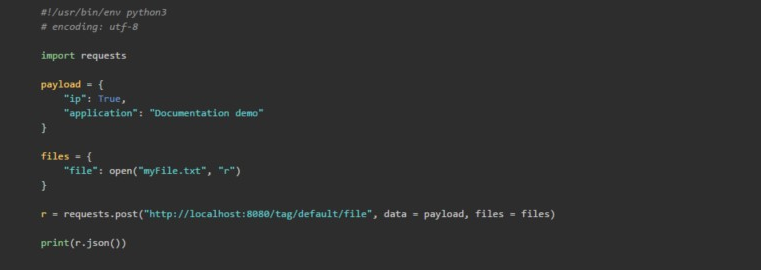 #!/usr/bin/env python3
# encoding: utf-8
import requests
payload = {
"ip": True,
"application": "Documentation demo"
}
files = {
"file": open("myFile.txt", "r")
}
r = requests.post("http://localhost:8080/tag/default/file", data = payload, files = files)
print(r.json())